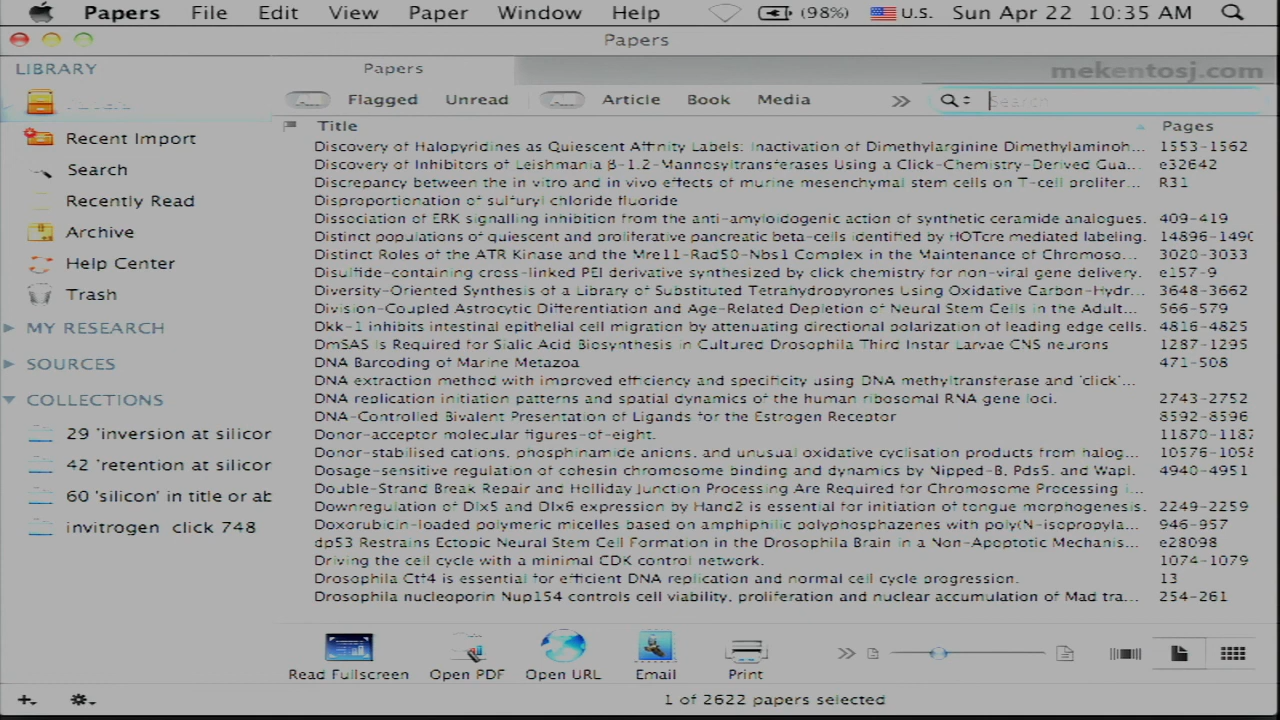 Papers File Edit View Paper Window Help (98%) U.S. Sun Apr 22 10:35 AM
Papers
LIBRARY
Papers
mekentosj.com
Flagged Unread Article Book Media » Search
Recent Import
Search
Recently Read
Archive
Help Center
Trash
MY RESEARCH
SOURCES
COLLECTIONS
29 'inversion at silicor
42 'retention at silicor
60 'silicon' in title or ab
invitrogen click 748
Title Pages
Discovery of Halopyridines as Quiescent Affinity Labels: Inactivation of Dimethylarginine Dimethylaminoh... 1553-1562
Discovery of Inhibitors of Leishmania β-1,2-Mannosyltransferases Using a Click-Chemistry-Derived Gua... e32642
Discrepancy between the in vitro and in vivo effects of murine mesenchymal stem cells on T-cell prolifer... R31
Disproportionation of sulfuryl chloride fluoride
Dissociation of ERK signalling inhibition from the anti-amyloidogenic action of synthetic ceramide analogues. 409-419
Distinct populations of quiescent and proliferative pancreatic beta-cells identified by HOTcre mediated labeling. 14896-1490
Distinct Roles of the ATR Kinase and the Mre11-Rad50-Nbs1 Complex in the Maintenance of Chromoso... 3020-3033
Disulfide-containing cross-linked PEI derivative synthesized by click chemistry for non-viral gene delivery. e157-9
Diversity-Oriented Synthesis of a Library of Substituted Tetrahydropyrones Using Oxidative Carbon-Hydr... 3648-3662
Division-Coupled Astrocytic Differentiation and Age-Related Depletion of Neural Stem Cells in the Adult... 566-579
Dkk-1 inhibits intestinal epithelial cell migration by attenuating directional polarization of leading edge cells. 4816-4825
DmSAS Is Required for Sialic Acid Biosynthesis in Cultured Drosophila Third Instar Larvae CNS neurons 1287-1295
DNA Barcoding of Marine Metazoa 471-508
DNA extraction method with improved efficiency and specificity using DNA methyltransferase and 'click'...
DNA replication initiation patterns and spatial dynamics of the human ribosomal RNA gene loci. 2743-2752
DNA-Controlled Bivalent Presentation of Ligands for the Estrogen Receptor 8592-8596
Donor-acceptor molecular figures-of-eight. 11870-1187
Donor-stabilised cations, phosphinamide anions, and unusual oxidative cyclisation products from halog... 10576-1058
Dosage-sensitive regulation of cohesin chromosome binding and dynamics by Nipped-B, Pds5, and Wapl. 4940-4951
Double-Strand Break Repair and Holliday Junction Processing Are Required for Chromosome Processing i...
Downregulation of Dlx5 and Dlx6 expression by Hand2 is essential for initiation of tongue morphogenesis. 2249-2259
Doxorubicin-loaded polymeric micelles based on amphiphilic polyphosphazenes with poly(N-isopropyla... 946-957
dp53 Restrains Ectopic Neural Stem Cell Formation in the Drosophila Brain in a Non-Apoptotic Mechanis... e28098
Driving the cell cycle with a minimal CDK control network. 1074-1079
Drosophila Ctf4 is essential for efficient DNA replication and normal cell cycle progression. 13
Drosophila nucleoporin Nup154 controls cell viability, proliferation and nuclear accumulation of Mad tra... 254-261
Read Fullscreen Open PDF Open URL Email Print »
1 of 2622 papers selected